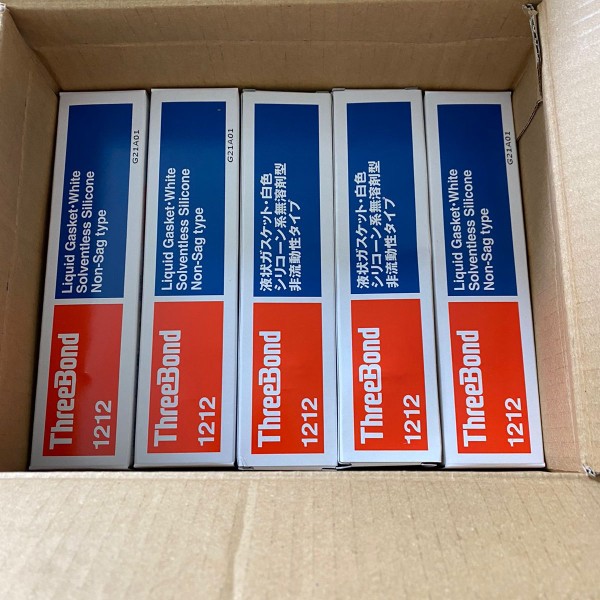 Liquid Gasket・White
Solventless Silicone
Non-Sag type
G21A01
ThreeBond
1212
Liquid Gasket・White
Solventless Silicone
Non-Sag type
G21A01
ThreeBond
1212
液状ガスケット・白色
シリコーン系無溶剤型
非流動性タイプ
ThreeBond
1212
液状ガスケット・白色
シリコーン系無溶剤型
非流動性タイプ
ThreeBond
1212
Liquid Gasket・White
Solventless Silicone
Non-Sag type
G21A01
ThreeBond
1212